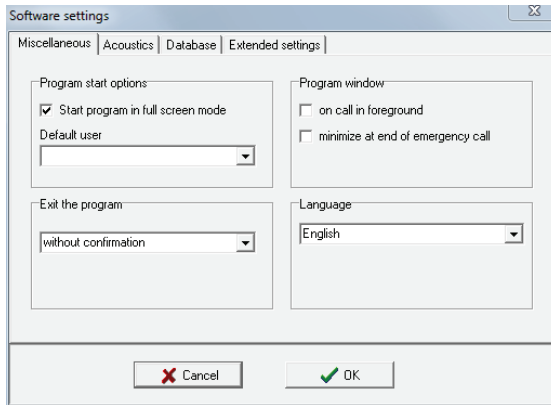 Software settings
Miscellaneous Acoustics Database Extended settings
Program start options
Start program in full screen mode
Default user
Program window
on call in foreground
minimize at end of emergency call
Exit the program
without confirmation
Language
English
Cancel
OK